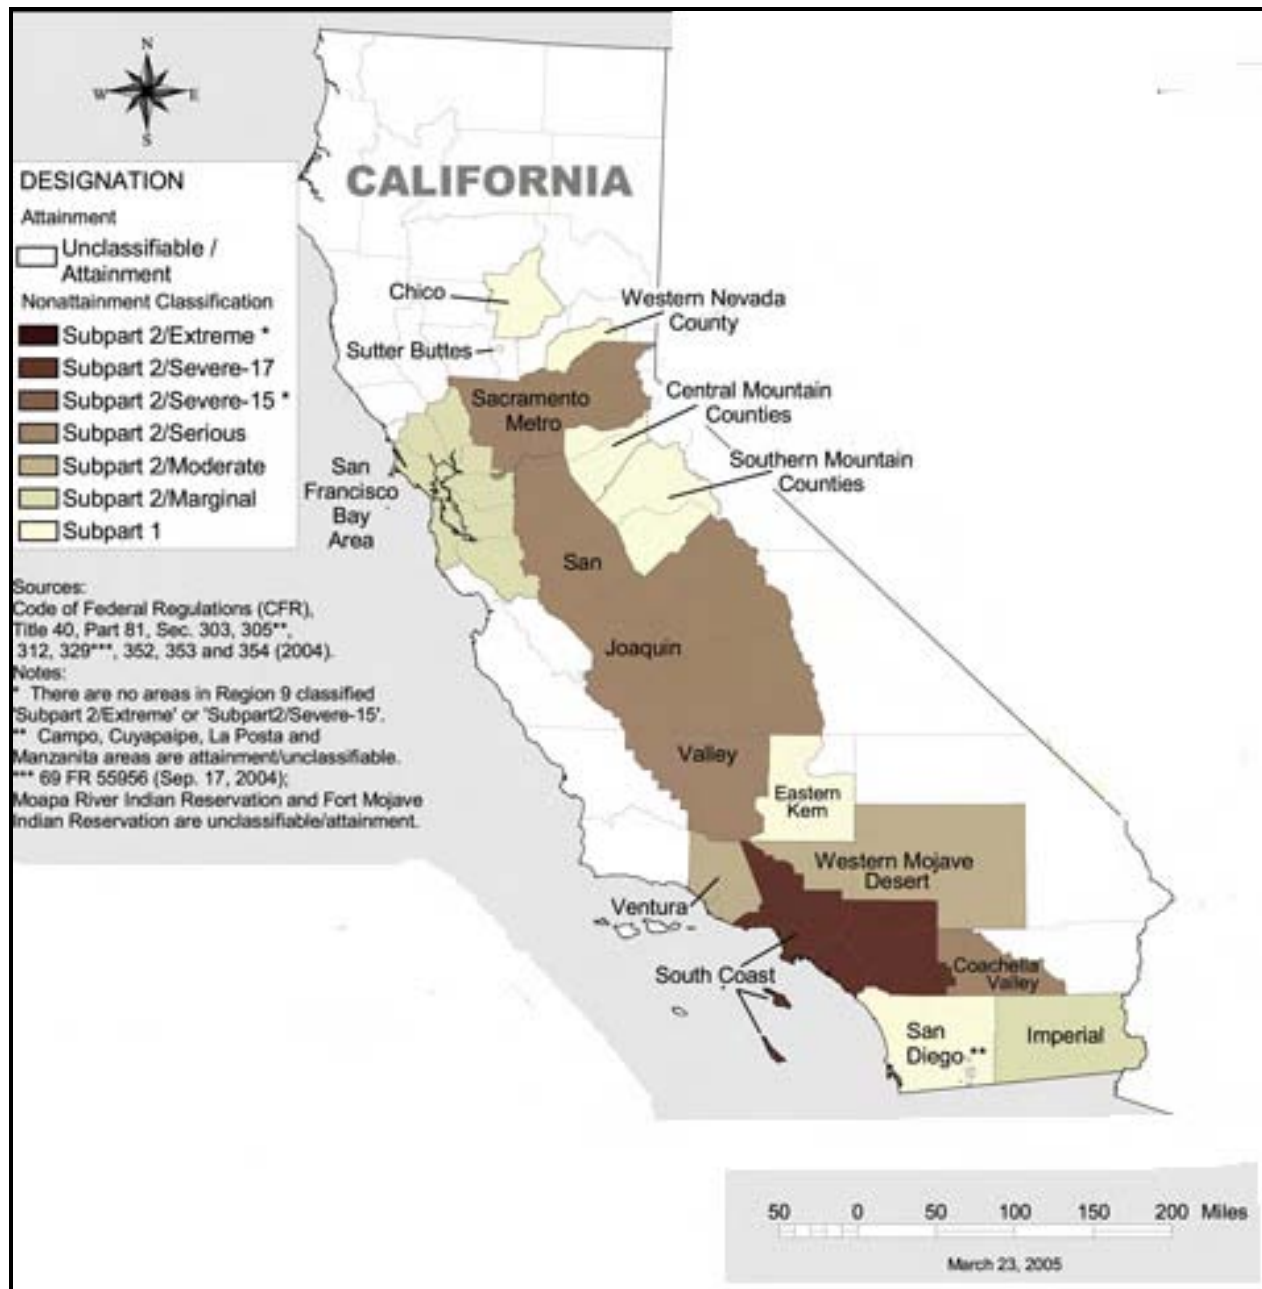 N
W E
S
CALIFORNIA
DESIGNATION
Attainment
Unclassifiable /
Attainment
Nonattainment Classification
Subpart 2/Extreme *
Subpart 2/Severe-17
Subpart 2/Severe-15 *
Subpart 2/Serious
Subpart 2/Moderate
Subpart 2/Marginal
Subpart 1
Sources:
Code of Federal Regulations (CFR),
Title 40, Part 81, Sec. 303, 305**,
312, 329***, 352, 353 and 354 (2004).
Notes:
* There are no areas in Region 9 classified
'Subpart 2/Extreme' or 'Subpart2/Severe-15'.
** Campo, Cuyapaipe, La Posta and
Manzanita areas are attainment/unclassifiable.
*** 69 FR 55956 (Sep. 17, 2004);
Moapa River Indian Reservation and Fort Mojave
Indian Reservation are unclassifiable/attainment.
Chico
Western Nevada
County
Sutter Buttes
Sacramento
Metro
Central Mountain
Counties
Southern Mountain
Counties
San
Francisco
Bay
Area
San
Joaquin
Valley
Eastern
Kern
Western Mojave
Desert
Ventura
South Coast
Coachella
Valley
San
Diego **
Imperial
50 0 50 100 150 200 Miles
March 23, 2005